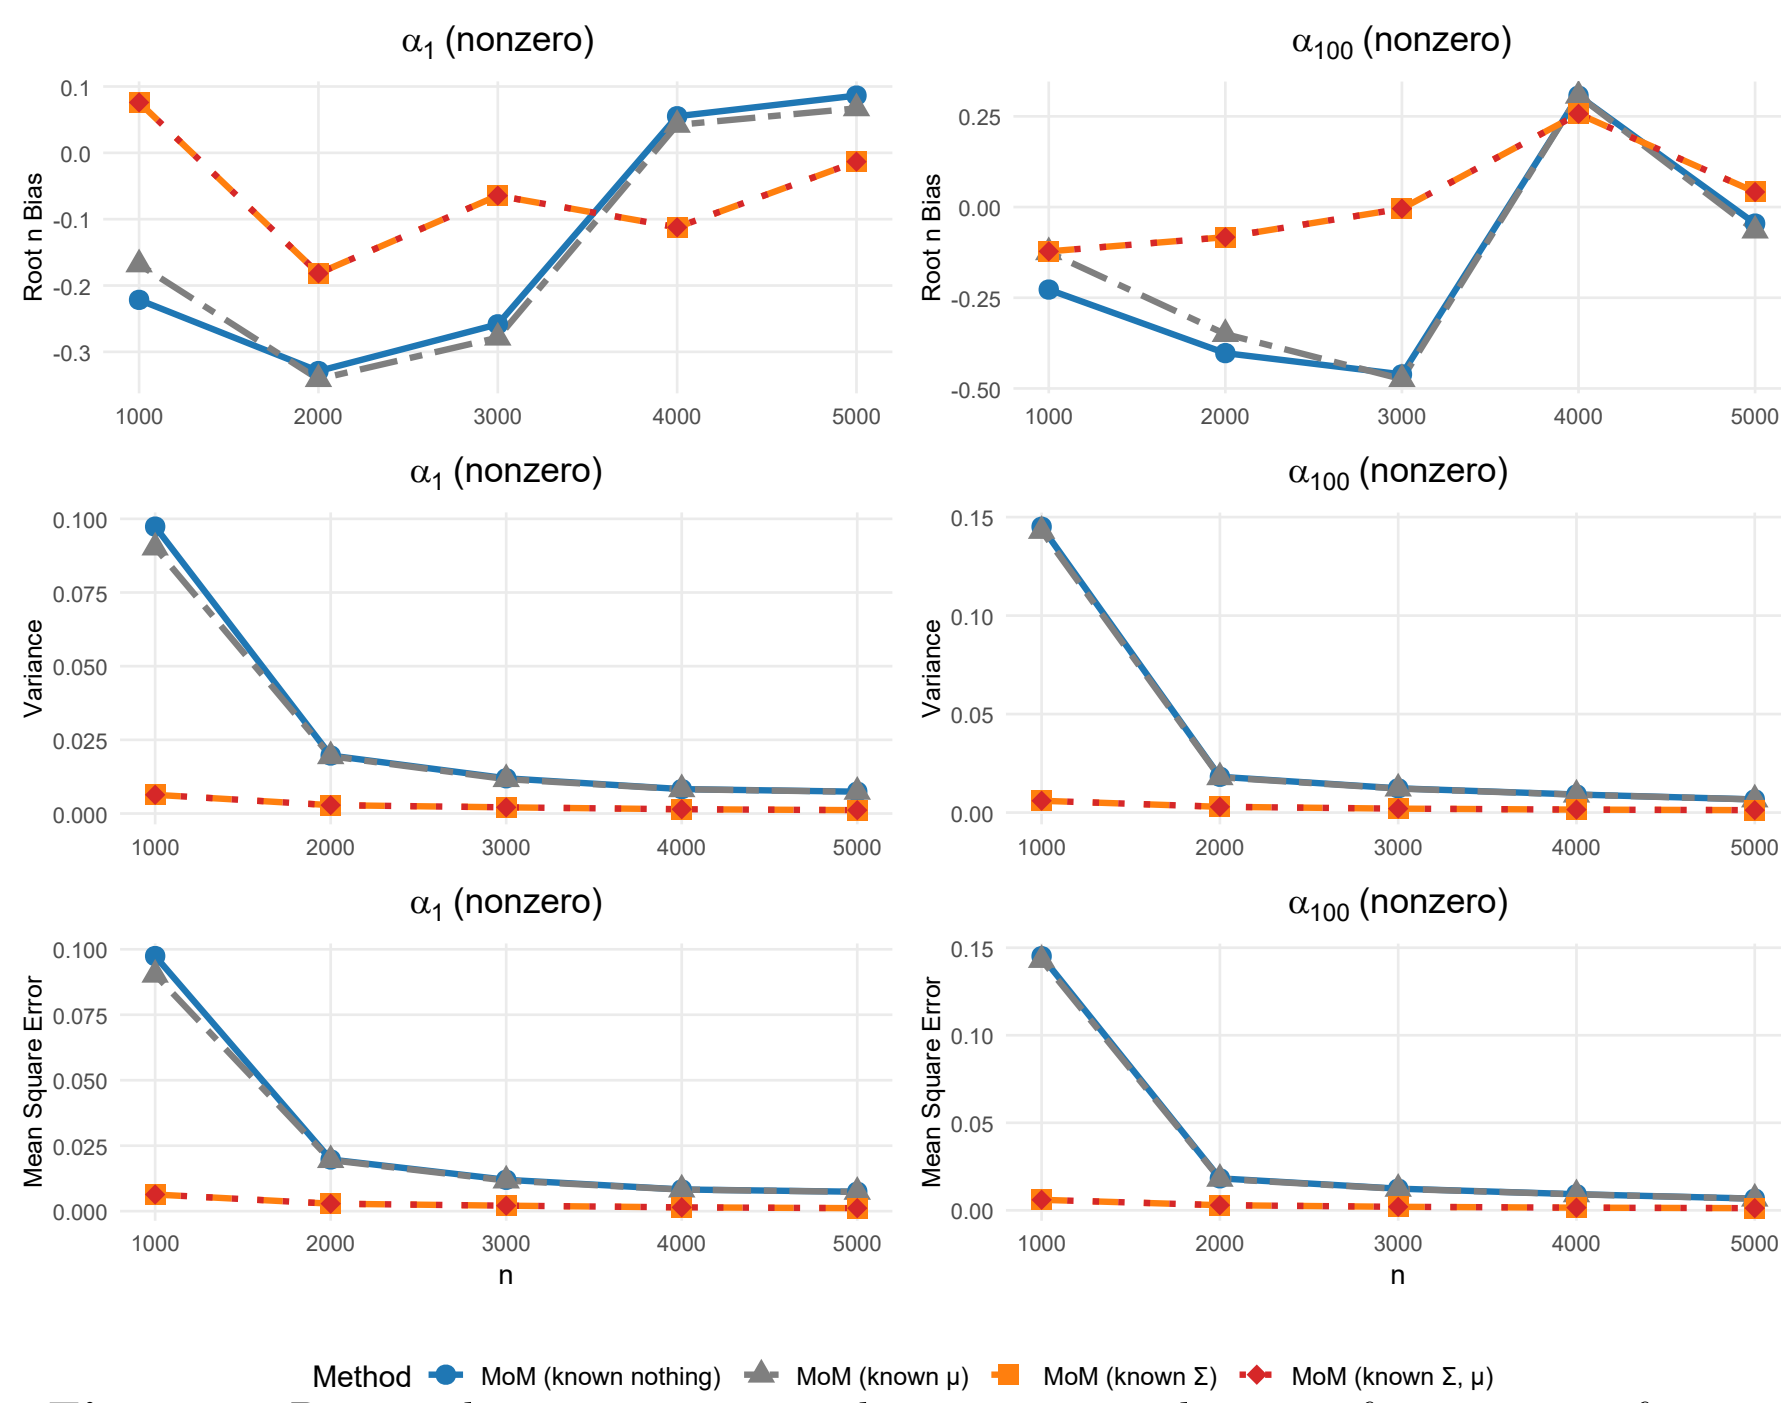 α1 (nonzero)
Root n Bias
0.1
0.0
-0.1
-0.2
-0.3
1000 2000 3000 4000 5000
α100 (nonzero)
Root n Bias
0.25
0.00
-0.25
-0.50
1000 2000 3000 4000 5000
α1 (nonzero)
Variance
0.100
0.075
0.050
0.025
0.000
1000 2000 3000 4000 5000
α100 (nonzero)
Variance
0.15
0.10
0.05
0.00
1000 2000 3000 4000 5000
α1 (nonzero)
Mean Square Error
0.100
0.075
0.050
0.025
0.000
1000 2000 3000 4000 5000
n
α100 (nonzero)
Mean Square Error
0.15
0.10
0.05
0.00
1000 2000 3000 4000 5000
n
Method MoM (known nothing) MoM (known μ) MoM (known Σ) MoM (known Σ, μ)